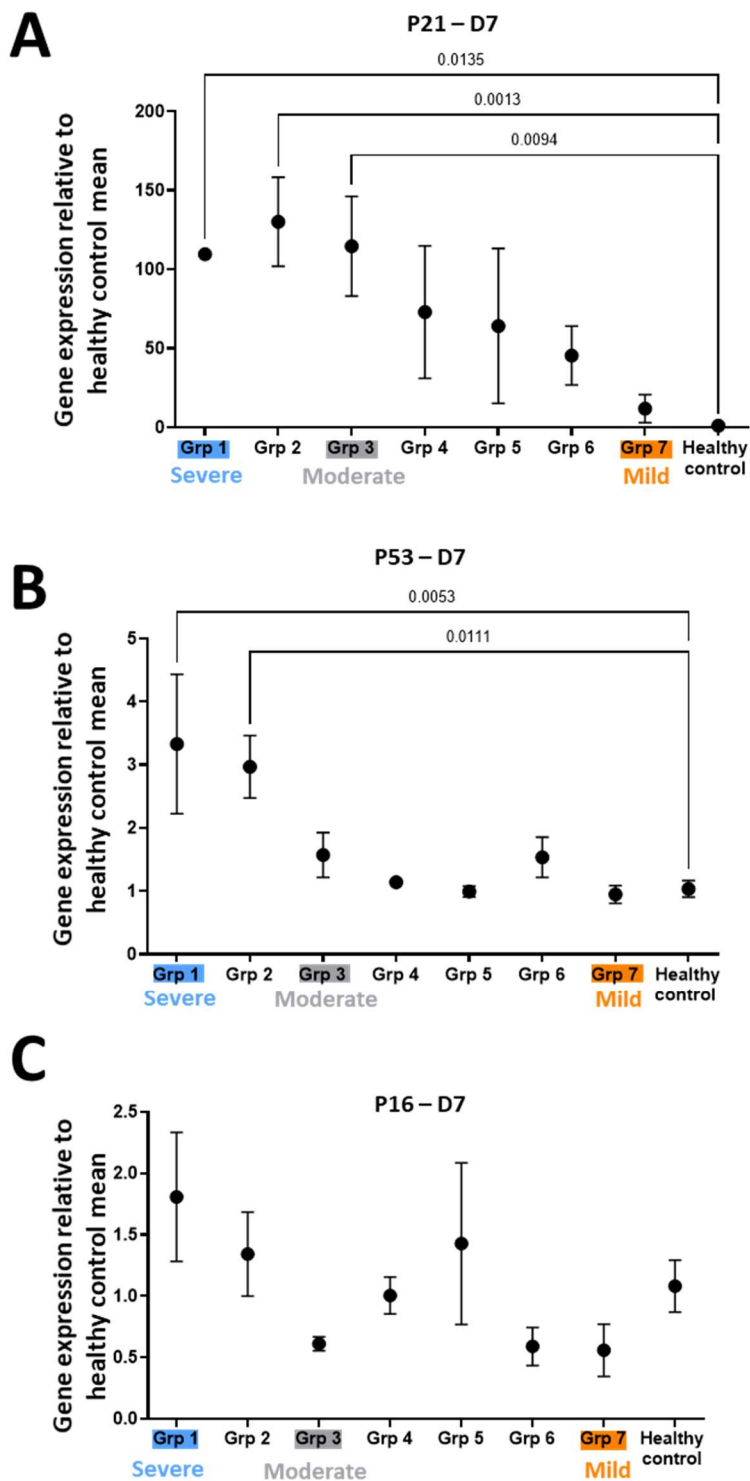 A
P21 – D7
0.0135
0.0013
0.0094
Gene expression relative to
healthy control mean
200
150
100
50
0
Grp 1 Grp 2 Grp 3 Grp 4 Grp 5 Grp 6 Grp 7 Healthy
control
Severe Moderate Mild
B
P53 – D7
0.0053
0.0111
Gene expression relative to
healthy control mean
5
4
3
2
1
0
Grp 1 Grp 2 Grp 3 Grp 4 Grp 5 Grp 6 Grp 7 Healthy
control
Severe Moderate Mild
C
P16 – D7
Gene expression relative to
healthy control mean
2.5
2.0
1.5
1.0
0.5
0.0
Grp 1 Grp 2 Grp 3 Grp 4 Grp 5 Grp 6 Grp 7 Healthy
control
Severe Moderate Mild